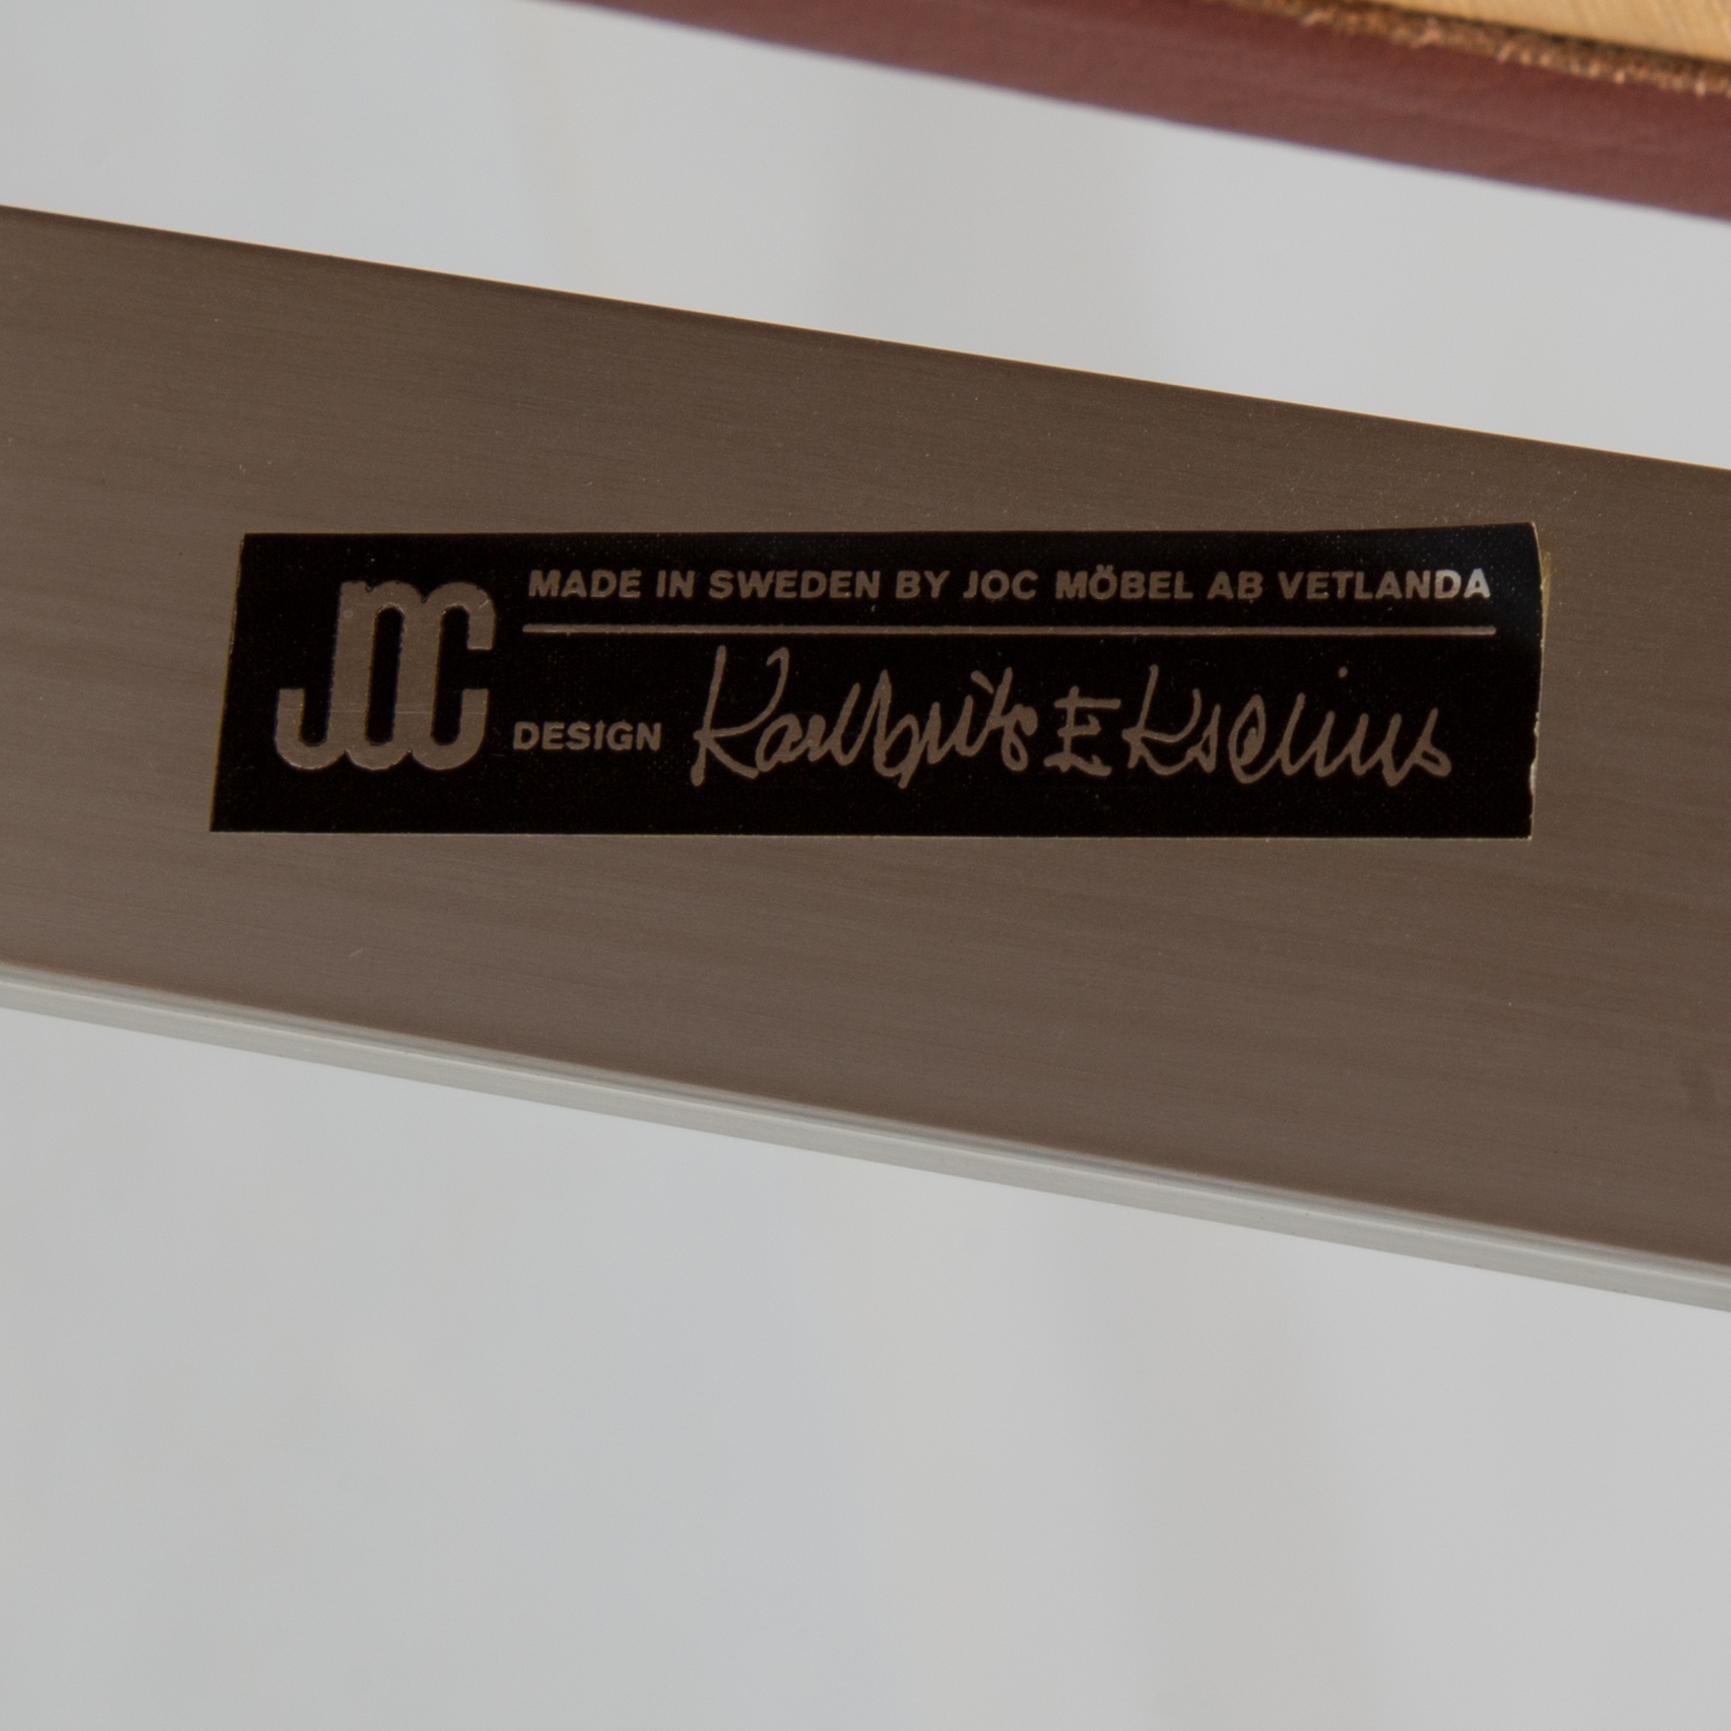 JOC
MADE IN SWEDEN BY JOC MÖBEL AB VETLANDA
DESIGN Karl Erik Ekselius